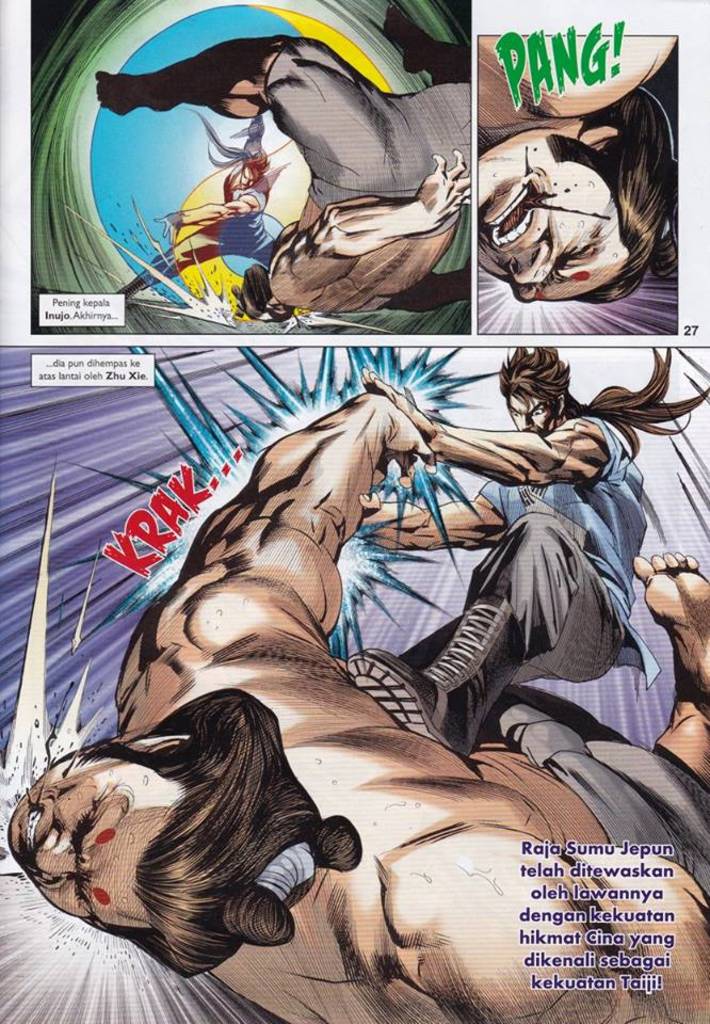 PANG!
Pening kepala
Inujo. Akhirnya...
27
...dia pun dihempas ke
atas lantai oleh Zhu Xie.
KRAK...
Raja Sumu Jepun
telah ditewaskan
oleh lawannya
dengan kekuatan
hikmat Cina yang
dikenali sebagai
kekuatan Taiji!